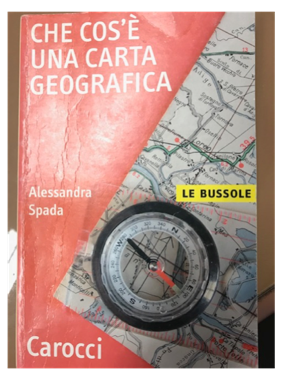 CHE COS'È
UNA CARTA
GEOGRAFICA
Alessandra
Spada
LE BUSSOLE
Carocci